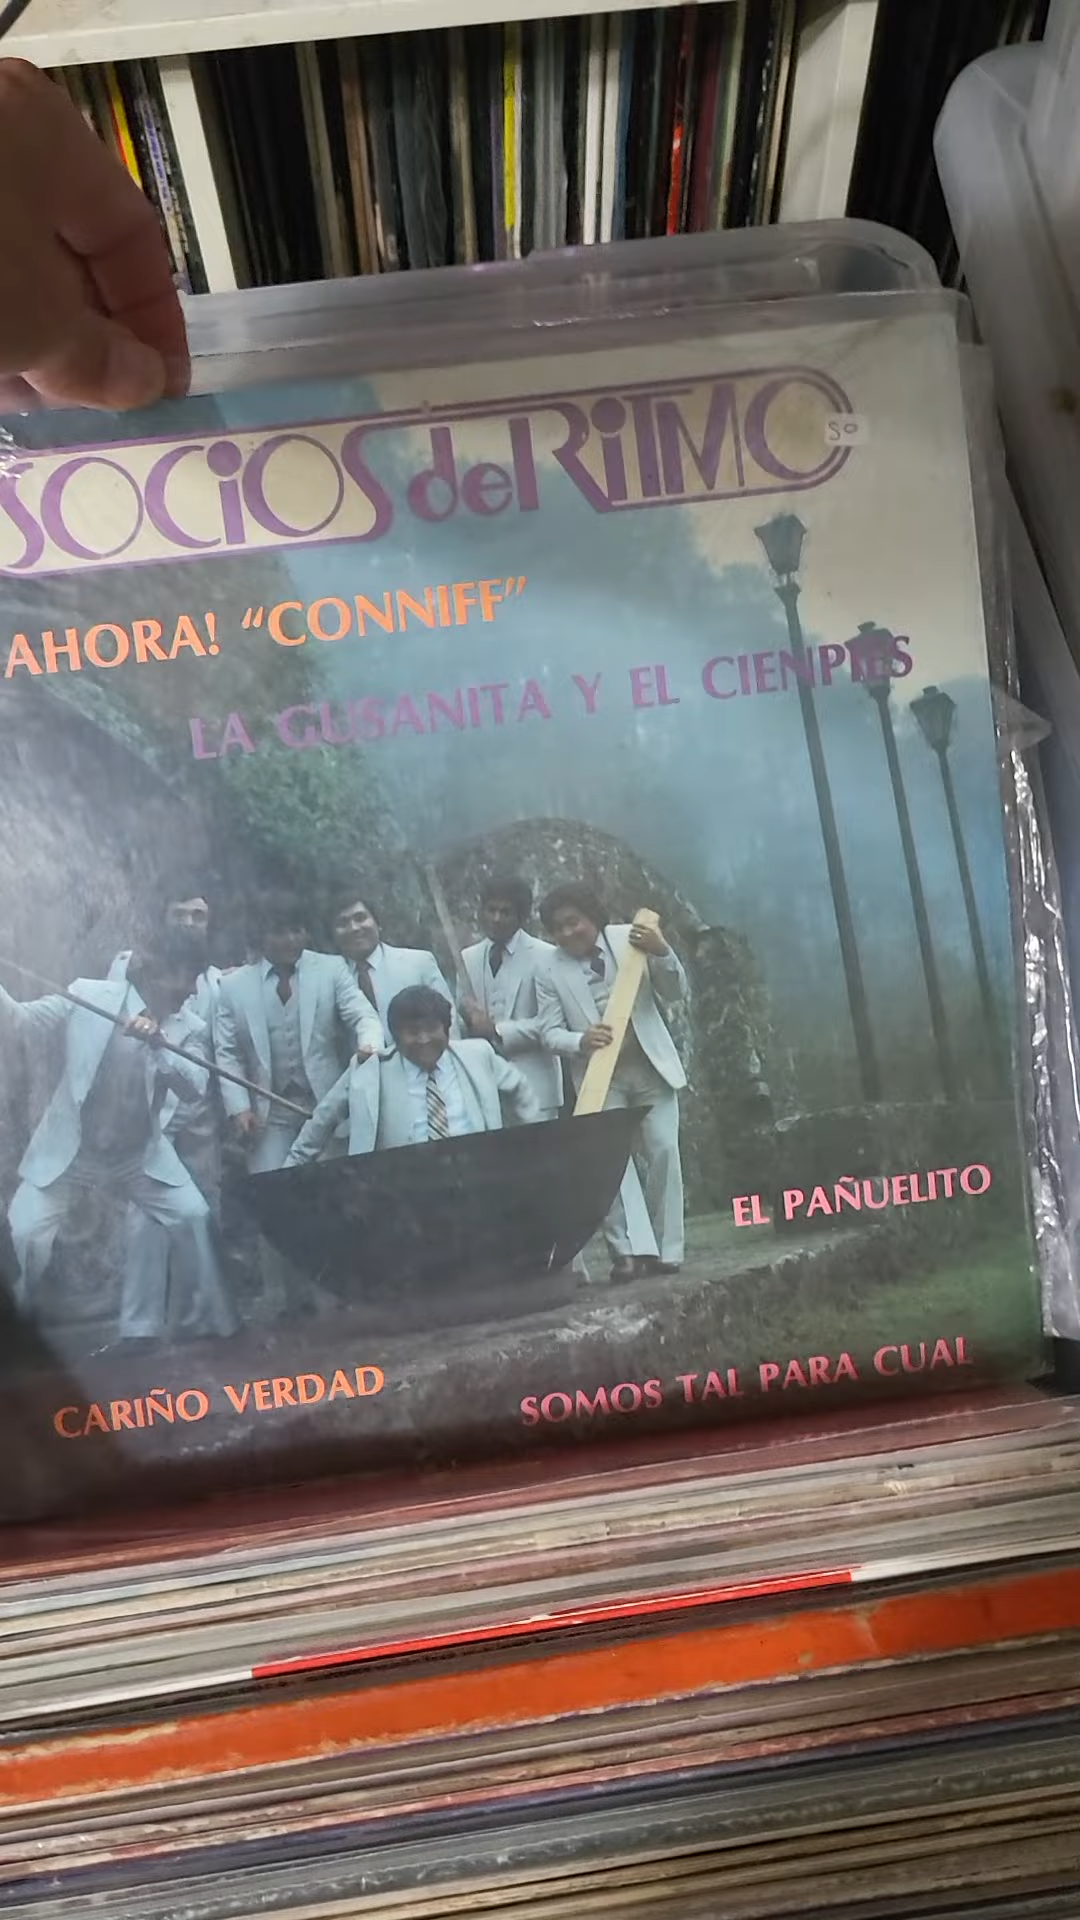 SOCiOS del RiTMO
50
AHORA! "CONNIFF"
LA GUSANITA Y EL CIENPIES
EL PAÑUELITO
CARIÑO VERDAD
SOMOS TAL PARA CUAL